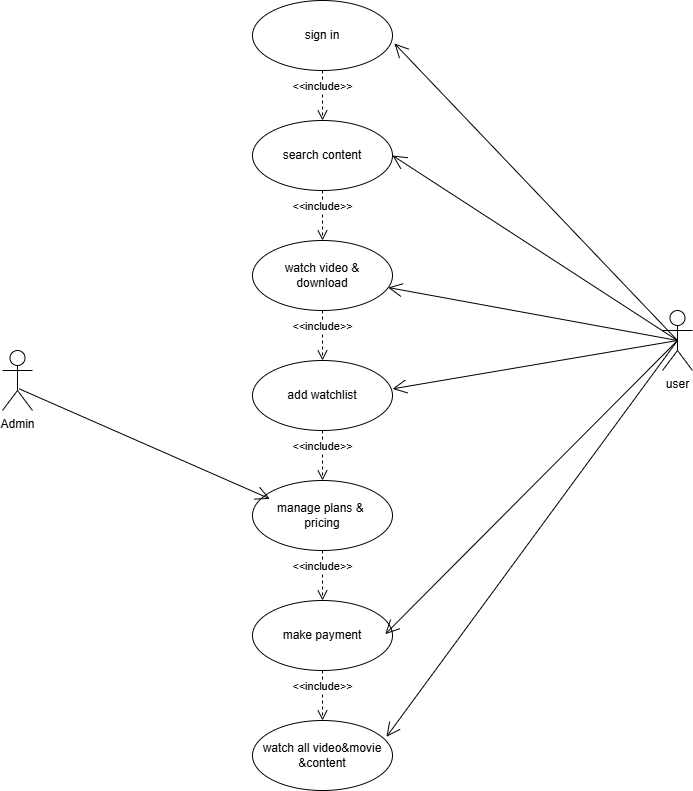 sign in
<<include>>
search content
<<include>>
watch video &
download
<<include>>
add watchlist
user
Admin
<<include>>
manage plans &
pricing
<<include>>
make payment
<<include>>
watch all video&movie
&content